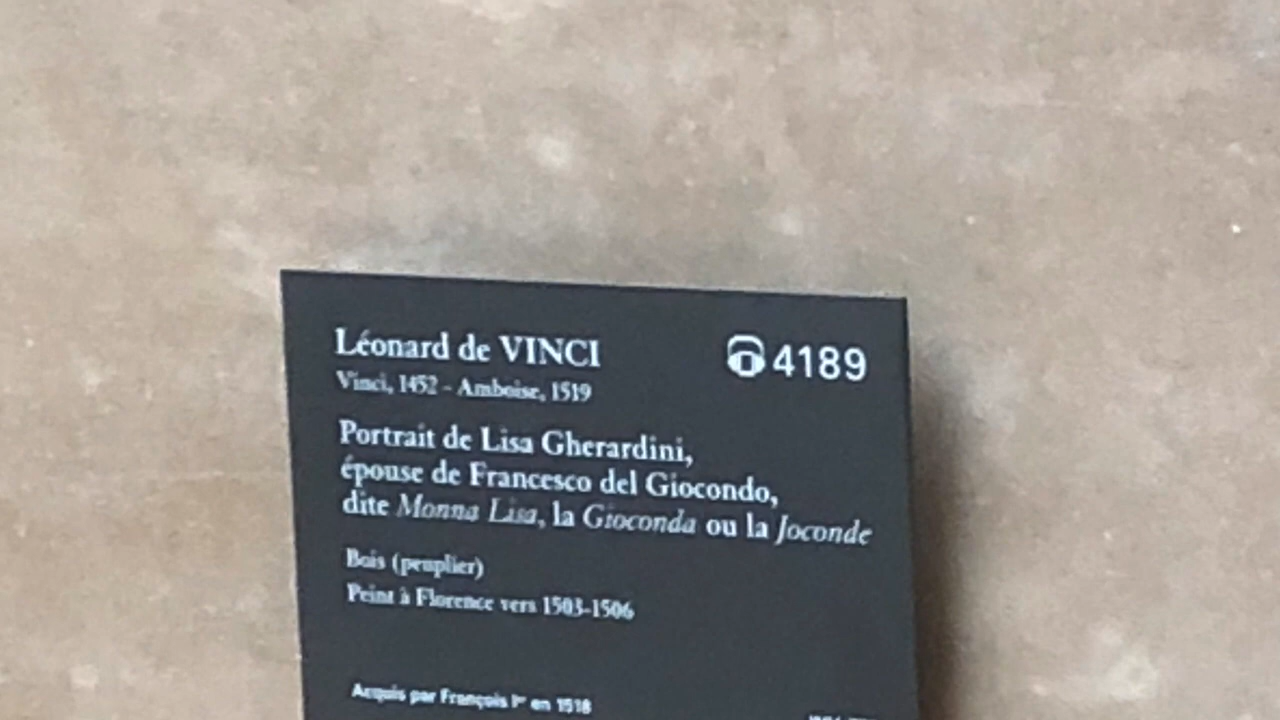 Léonard de VINCI
4189
Vinci, 1452 - Amboise, 1519
Portrait de Lisa Gherardini,
épouse de Francesco del Giocondo,
dite Monna Lisa, la Gioconda ou la Joconde
Bois (peuplier)
Peint à Florence vers 1503-1506
Acquis par François Iᵉʳ en 1518